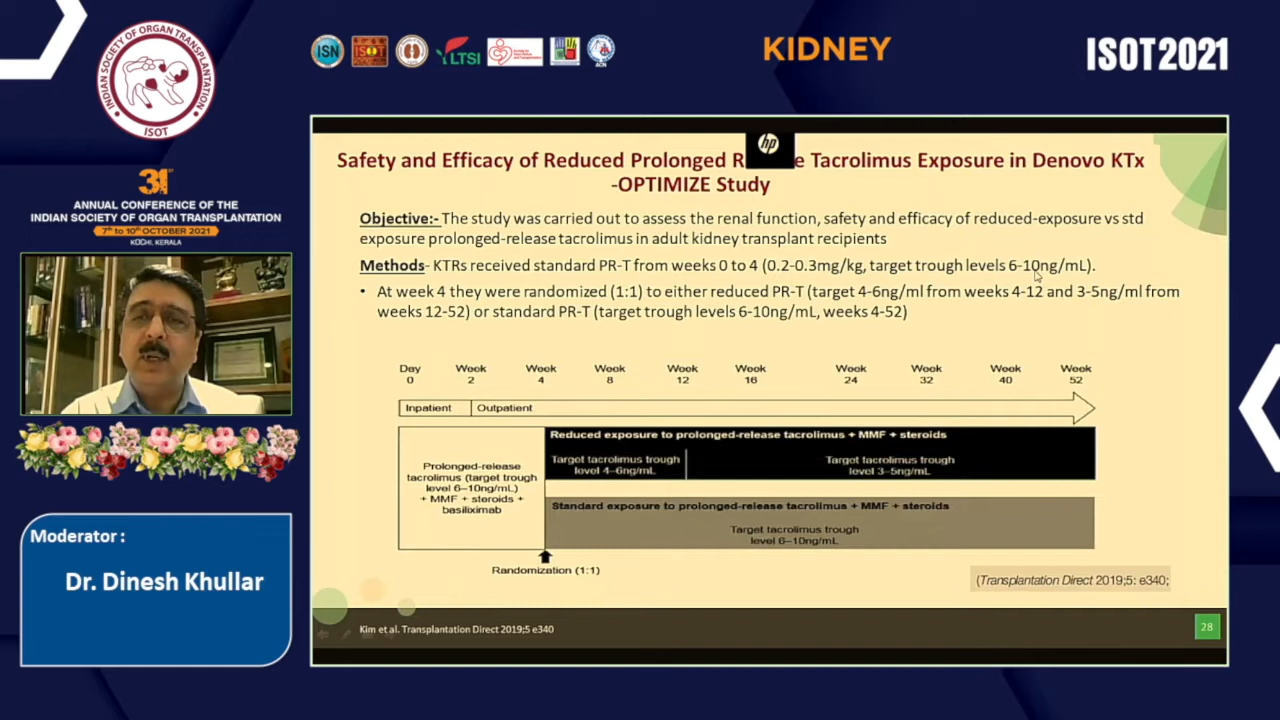 INDIAN SOCIETY OF ORGAN TRANSPLANTATION
ISOT
ISN
ISOT
LTSI
ACN
KIDNEY
ISOT2021
31st
ANNUAL CONFERENCE OF THE
INDIAN SOCIETY OF ORGAN TRANSPLANTATION
7th to 10th OCTOBER 2021
KOCHI, KERALA
hp
Safety and Efficacy of Reduced Prolonged R e Tacrolimus Exposure in Denovo KTx
-OPTIMIZE Study
Objective:- The study was carried out to assess the renal function, safety and efficacy of reduced-exposure vs std
exposure prolonged-release tacrolimus in adult kidney transplant recipients
Methods- KTRs received standard PR-T from weeks 0 to 4 (0.2-0.3mg/kg, target trough levels 6-10ng/mL).
• At week 4 they were randomized (1:1) to either reduced PR-T (target 4-6ng/ml from weeks 4-12 and 3-5ng/ml from
weeks 12-52) or standard PR-T (target trough levels 6-10ng/mL, weeks 4-52)
Day Week Week Week Week Week Week Week Week Week
0 2 4 8 12 16 24 32 40 52
Inpatient Outpatient
Reduced exposure to prolonged-release tacrolimus + MMF + steroids
Target tacrolimus trough
level 4–6ng/mL
Target tacrolimus trough
level 3–5ng/mL
Prolonged-release
tacrolimus (target trough
level 6–10ng/mL)
+ MMF + steroids +
basiliximab
Standard exposure to prolonged-release tacrolimus + MMF + steroids
Target tacrolimus trough
level 6–10ng/mL
Randomization (1:1)
(Transplantation Direct 2019;5: e340;
Kim et al. Transplantation Direct 2019;5 e340
28
Moderator :
Dr. Dinesh Khullar